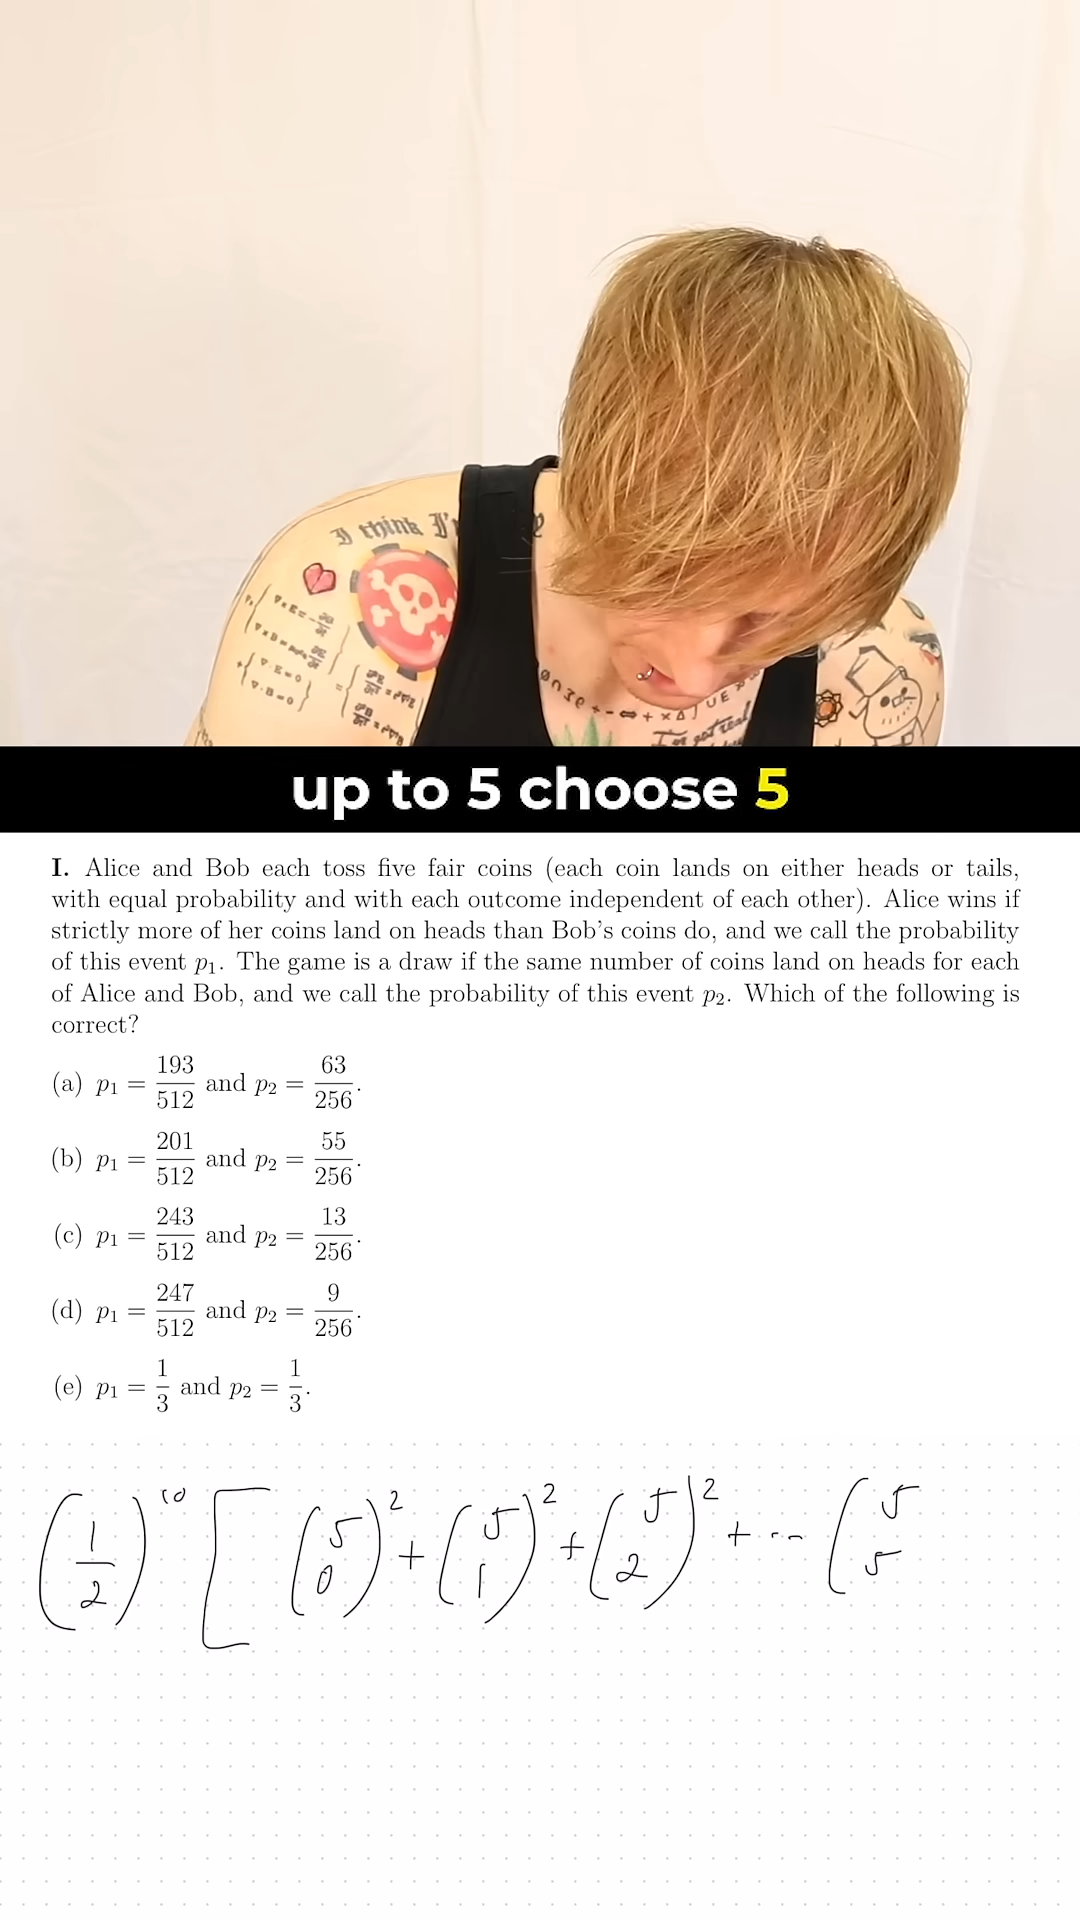 I think I'
up to 5 choose 5
I. Alice and Bob each toss five fair coins (each coin lands on either heads or tails,
with equal probability and with each outcome independent of each other). Alice wins if
strictly more of her coins land on heads than Bob's coins do, and we call the probability
of this event p₁. The game is a draw if the same number of coins land on heads for each
of Alice and Bob, and we call the probability of this event p₂. Which of the following is
correct?
(a) p₁ = 193/512 and p₂ = 63/256.
(b) p₁ = 201/512 and p₂ = 55/256.
(c) p₁ = 243/512 and p₂ = 13/256.
(d) p₁ = 247/512 and p₂ = 9/256.
(e) p₁ = 1/3 and p₂ = 1/3.
(1/2)¹⁰ [ (5 0)² + (5 1)² + (5 2)² + ... (5 5